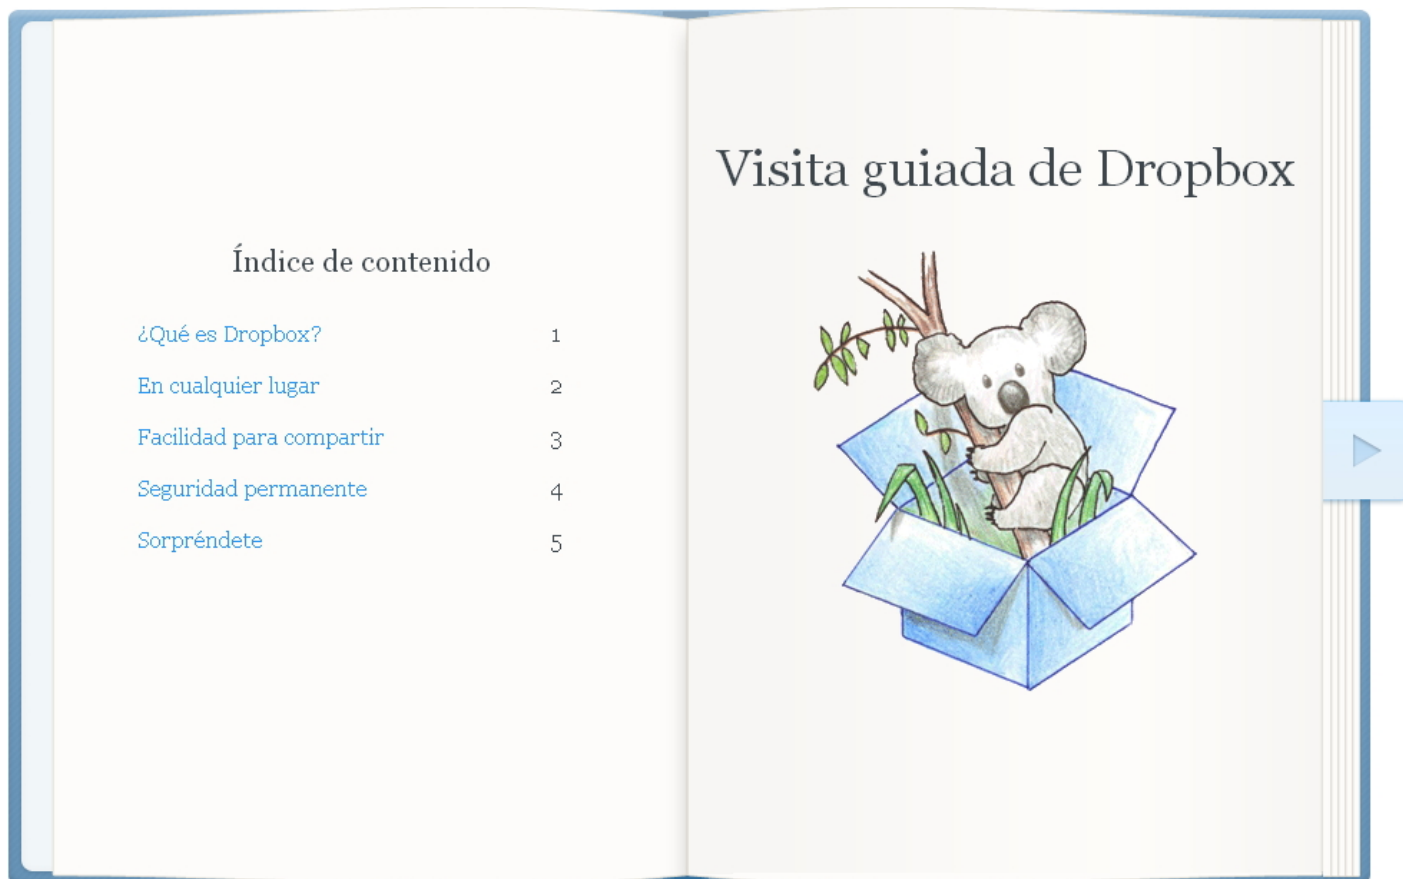 Índice de contenido
¿Qué es Dropbox? 1
En cualquier lugar 2
Facilidad para compartir 3
Seguridad permanente 4
Sorpréndete 5
Visita guiada de Dropbox